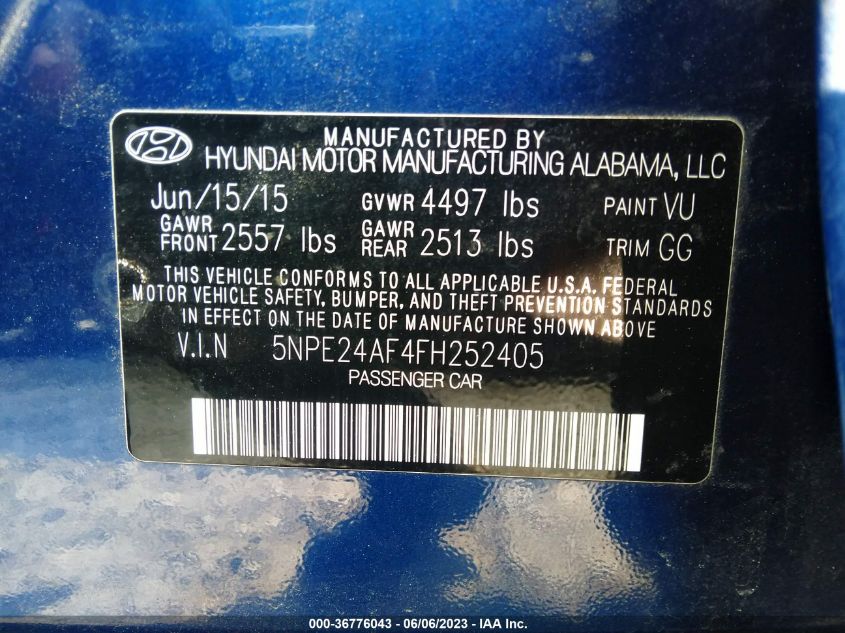 MANUFACTURED BY
HYUNDAI MOTOR MANUFACTURING ALABAMA, LLC
Jun/15/15 GVWR 4497 lbs PAINT VU
GAWR FRONT 2557 lbs GAWR REAR 2513 lbs TRIM GG
THIS VEHICLE CONFORMS TO ALL APPLICABLE U.S.A. FEDERAL
MOTOR VEHICLE SAFETY, BUMPER, AND THEFT PREVENTION STANDARDS
IN EFFECT ON THE DATE OF MANUFACTURE SHOWN ABOVE
V.I.N 5NPE24AF4FH252405
PASSENGER CAR
000-36776043 - 06/06/2023 - IAA Inc.